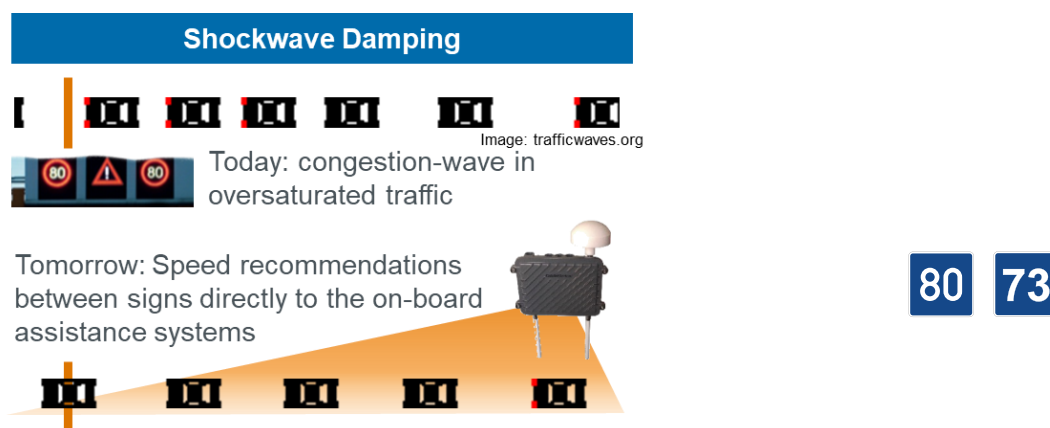 Shockwave Damping
Image: trafficwaves.org
80 80
Today: congestion-wave in
oversaturated traffic
Tomorrow: Speed recommendations
between signs directly to the on-board
assistance systems
80 73